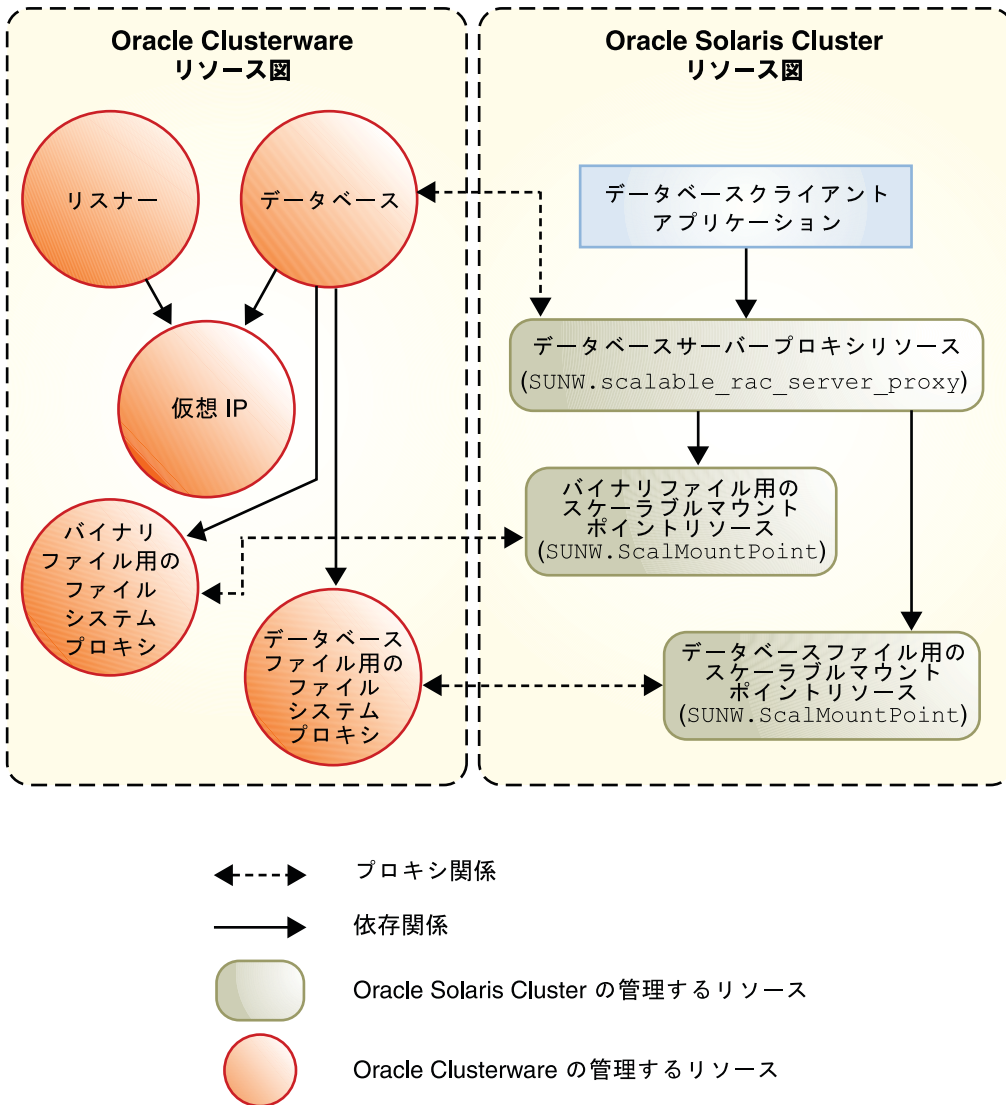 Oracle Clusterware
リソース図
リスナー
データベース
仮想 IP
バイナリ
ファイル用の
ファイル
システム
プロキシ
データベース
ファイル用の
ファイル
システム
プロキシ
Oracle Solaris Cluster
リソース図
データベースクライアント
アプリケーション
データベースサーバープロキシリソース
(SUNW.scalable_rac_server_proxy)
バイナリファイル用の
スケーラブルマウント
ポイントリソース
(SUNW.ScalMountPoint)
データベースファイル用の
スケーラブルマウント
ポイントリソース
(SUNW.ScalMountPoint)
プロキシ関係
依存関係
Oracle Solaris Cluster の管理するリソース
Oracle Clusterware の管理するリソース